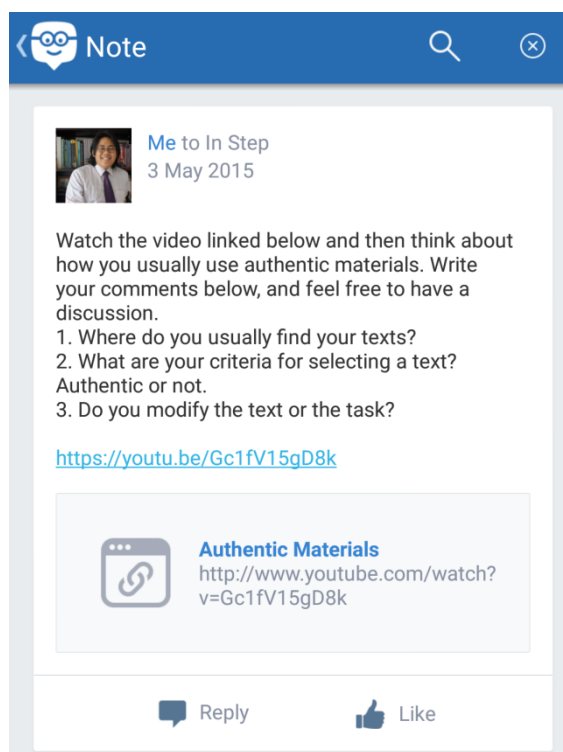 Note
Me to In Step
3 May 2015
Watch the video linked below and then think about
how you usually use authentic materials. Write
your comments below, and feel free to have a
discussion.
1. Where do you usually find your texts?
2. What are your criteria for selecting a text?
Authentic or not.
3. Do you modify the text or the task?
https://youtu.be/Gc1fV15gD8k
Authentic Materials
http://www.youtube.com/watch?
v=Gc1fV15gD8k
Reply
Like